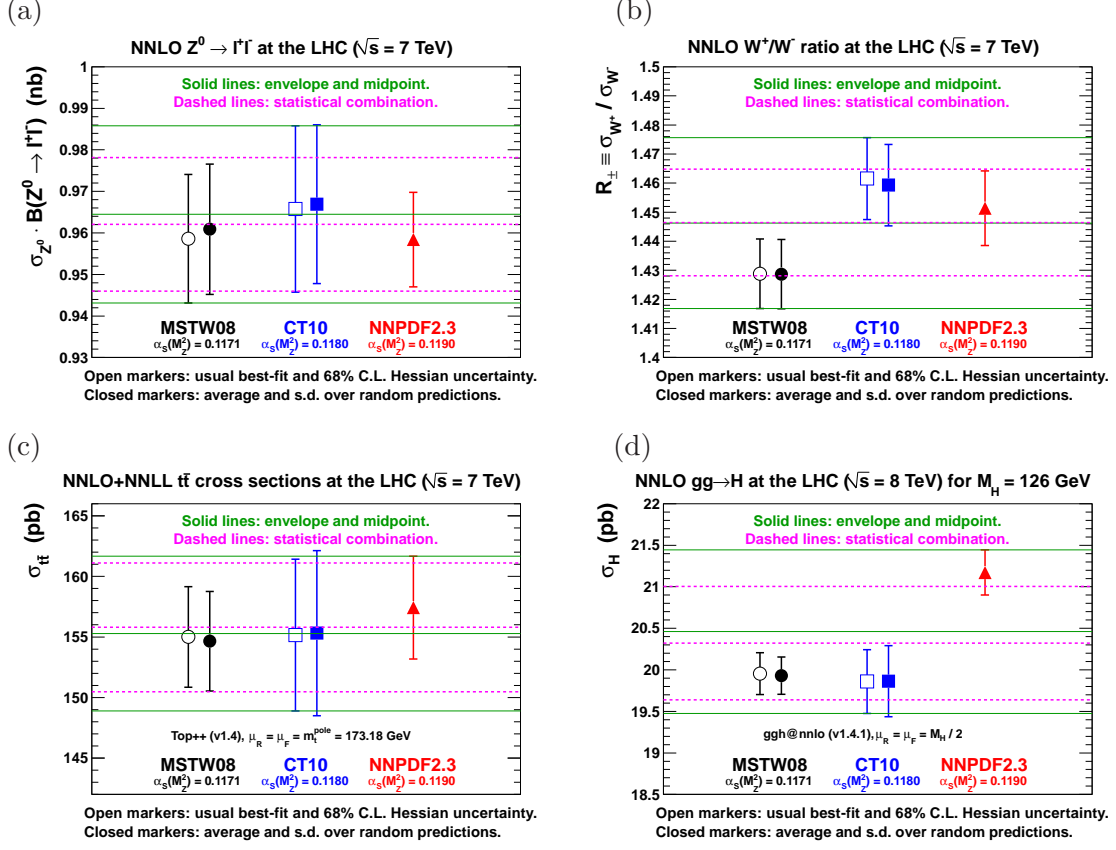 (a)
NNLO Z⁰ → l⁺l⁻ at the LHC (√s = 7 TeV)
σ_Z⁰ · B(Z⁰ → l⁺l⁻) (nb)
1
0.99
0.98
0.97
0.96
0.95
0.94
0.93
Solid lines: envelope and midpoint.
Dashed lines: statistical combination.
MSTW08 CT10 NNPDF2.3
α_S(M²_Z) = 0.1171 α_S(M²_Z) = 0.1180 α_S(M²_Z) = 0.1190
Open markers: usual best-fit and 68% C.L. Hessian uncertainty.
Closed markers: average and s.d. over random predictions.
(b)
NNLO W⁺/W⁻ ratio at the LHC (√s = 7 TeV)
R_± ≡ σ_W⁺ / σ_W⁻
1.5
1.49
1.48
1.47
1.46
1.45
1.44
1.43
1.42
1.41
1.4
Solid lines: envelope and midpoint.
Dashed lines: statistical combination.
MSTW08 CT10 NNPDF2.3
α_S(M²_Z) = 0.1171 α_S(M²_Z) = 0.1180 α_S(M²_Z) = 0.1190
Open markers: usual best-fit and 68% C.L. Hessian uncertainty.
Closed markers: average and s.d. over random predictions.
(c)
NNLO+NNLL tt̄ cross sections at the LHC (√s = 7 TeV)
σ_tt̄ (pb)
165
160
155
150
145
Solid lines: envelope and midpoint.
Dashed lines: statistical combination.
Top++ (v1.4), μ_R = μ_F = m_t^pole = 173.18 GeV
MSTW08 CT10 NNPDF2.3
α_S(M²_Z) = 0.1171 α_S(M²_Z) = 0.1180 α_S(M²_Z) = 0.1190
Open markers: usual best-fit and 68% C.L. Hessian uncertainty.
Closed markers: average and s.d. over random predictions.
(d)
NNLO gg→H at the LHC (√s = 8 TeV) for M_H = 126 GeV
σ_H (pb)
22
21.5
21
20.5
20
19.5
19
18.5
Solid lines: envelope and midpoint.
Dashed lines: statistical combination.
ggh@nnlo (v1.4.1), μ_R = μ_F = M_H / 2
MSTW08 CT10 NNPDF2.3
α_S(M²_Z) = 0.1171 α_S(M²_Z) = 0.1180 α_S(M²_Z) = 0.1190
Open markers: usual best-fit and 68% C.L. Hessian uncertainty.
Closed markers: average and s.d. over random predictions.